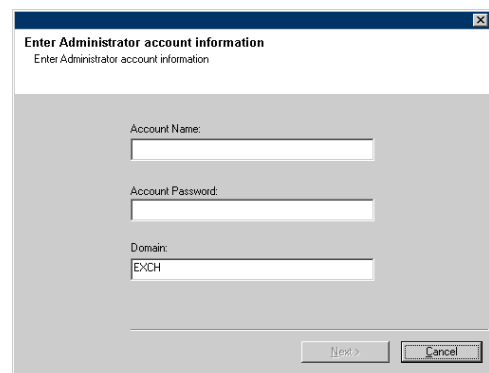 Enter Administrator account information
Enter Administrator account information
Account Name:
Account Password:
Domain:
EXCH
Next >
Cancel